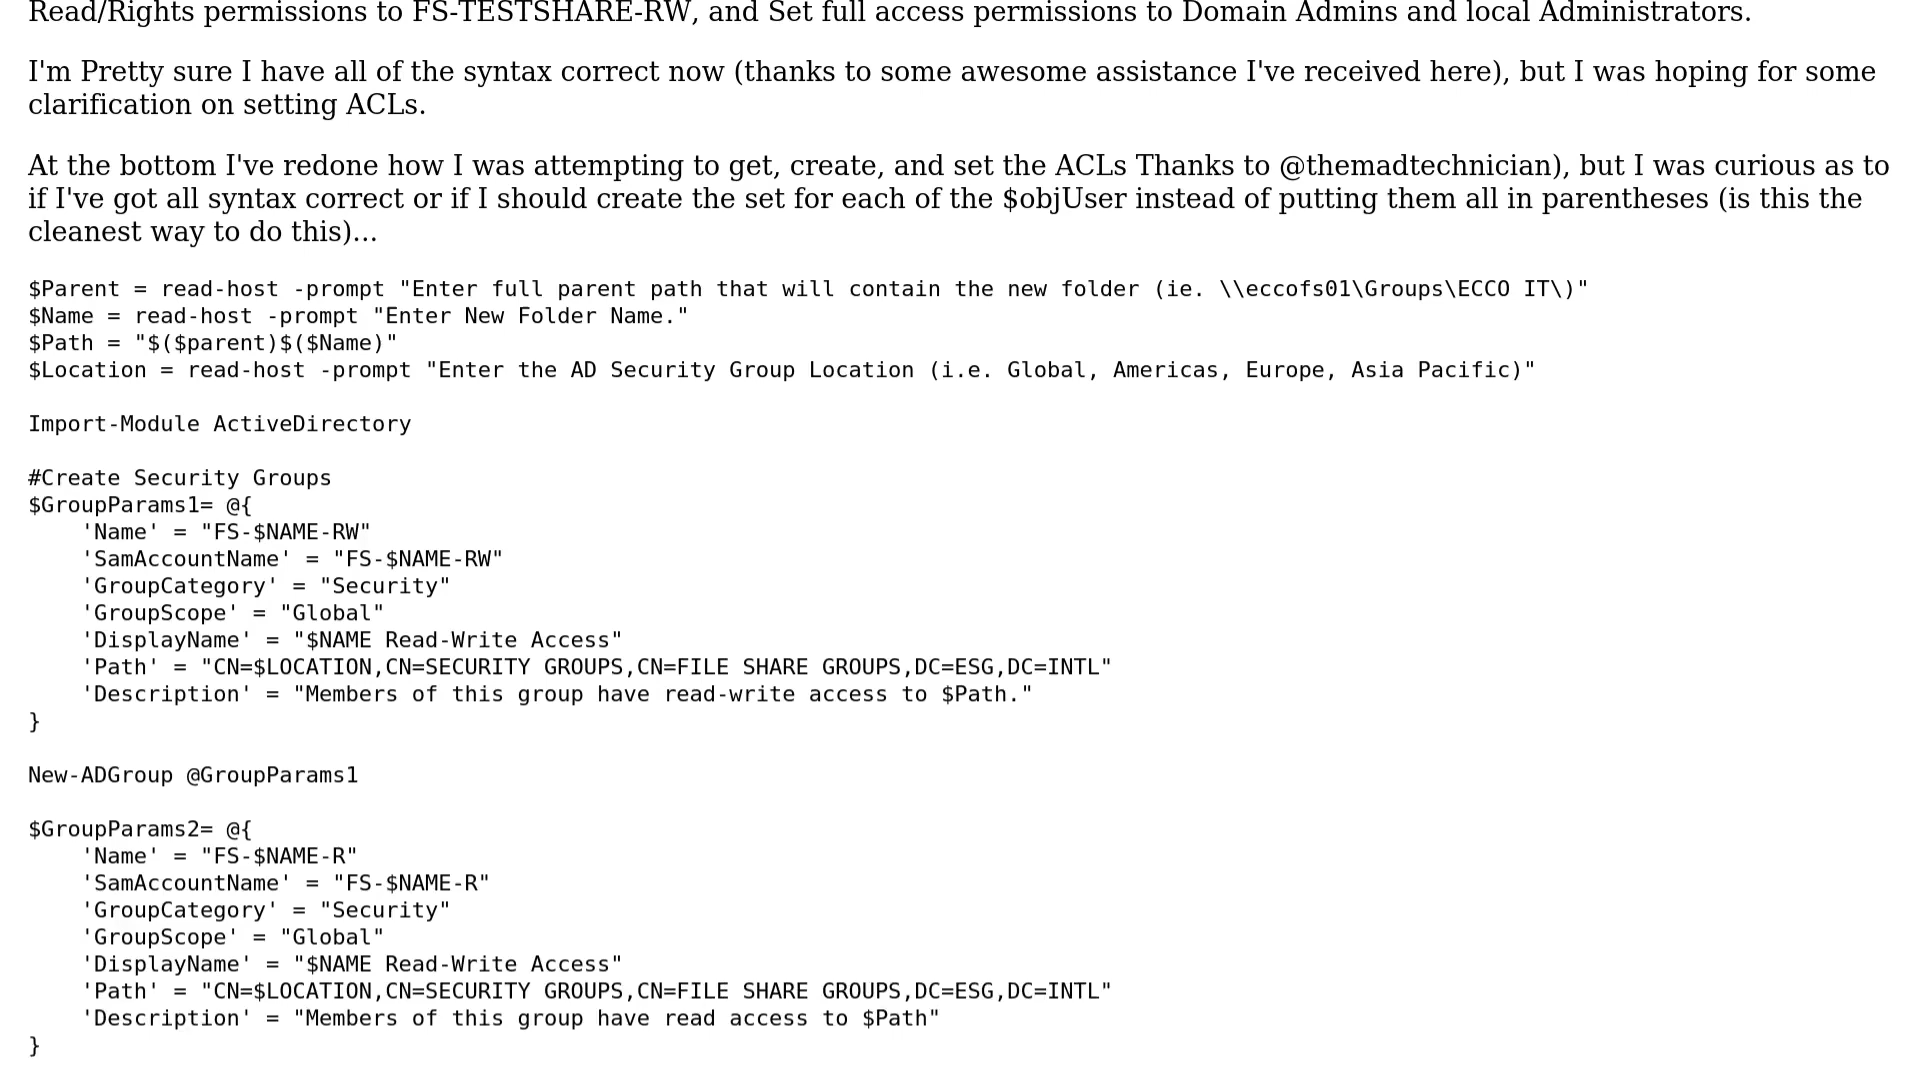 Read/Rights permissions to FS-TESTSHARE-RW, and Set full access permissions to Domain Admins and local Administrators.
I'm Pretty sure I have all of the syntax correct now (thanks to some awesome assistance I've received here), but I was hoping for some
clarification on setting ACLs.
At the bottom I've redone how I was attempting to get, create, and set the ACLs Thanks to @themadtechnician), but I was curious as to
if I've got all syntax correct or if I should create the set for each of the $objUser instead of putting them all in parentheses (is this the
cleanest way to do this)...
$Parent = read-host -prompt "Enter full parent path that will contain the new folder (ie. \\eccofs01\Groups\ECCO IT\)"
$Name = read-host -prompt "Enter New Folder Name."
$Path = "$($parent)$($Name)"
$Location = read-host -prompt "Enter the AD Security Group Location (i.e. Global, Americas, Europe, Asia Pacific)"
Import-Module ActiveDirectory
#Create Security Groups
$GroupParams1= @{
    'Name' = "FS-$NAME-RW"
    'SamAccountName' = "FS-$NAME-RW"
    'GroupCategory' = "Security"
    'GroupScope' = "Global"
    'DisplayName' = "$NAME Read-Write Access"
    'Path' = "CN=$LOCATION,CN=SECURITY GROUPS,CN=FILE SHARE GROUPS,DC=ESG,DC=INTL"
    'Description' = "Members of this group have read-write access to $Path."
}
New-ADGroup @GroupParams1
$GroupParams2= @{
    'Name' = "FS-$NAME-R"
    'SamAccountName' = "FS-$NAME-R"
    'GroupCategory' = "Security"
    'GroupScope' = "Global"
    'DisplayName' = "$NAME Read-Write Access"
    'Path' = "CN=$LOCATION,CN=SECURITY GROUPS,CN=FILE SHARE GROUPS,DC=ESG,DC=INTL"
    'Description' = "Members of this group have read access to $Path"
}